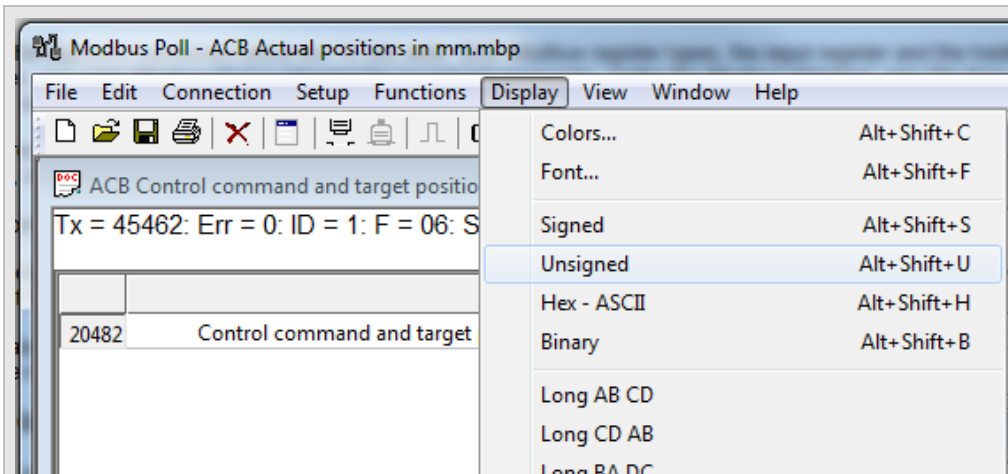 Modbus Poll - ACB Actual positions in mm.mbp
File Edit Connection Setup Functions Display View Window Help
Colors... Alt+Shift+C
Font... Alt+Shift+F
ACB Control command and target positio
Tx = 45462: Err = 0: ID = 1: F = 06: S
Signed Alt+Shift+S
Unsigned Alt+Shift+U
Hex - ASCII Alt+Shift+H
20482 Control command and target
Binary Alt+Shift+B
Long AB CD
Long CD AB
Long BA DC